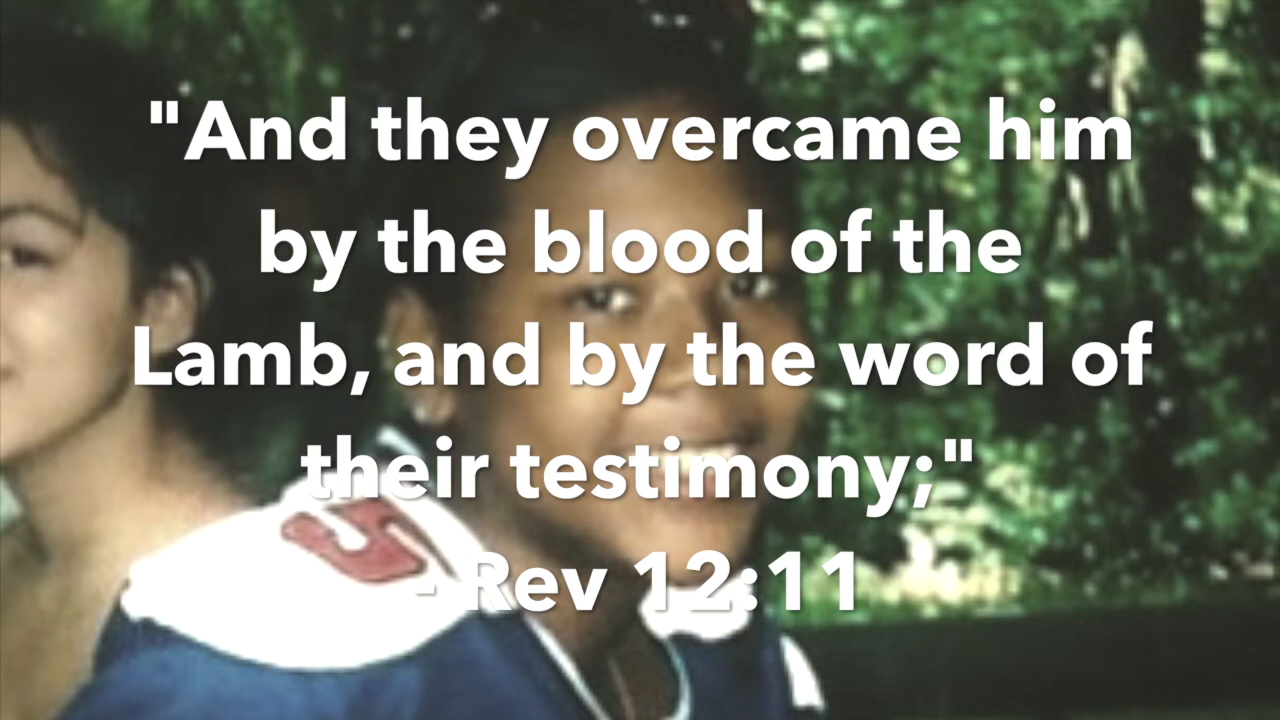 "And they overcame him
by the blood of the
Lamb, and by the word of
their testimony;"
- Rev 12:11
5